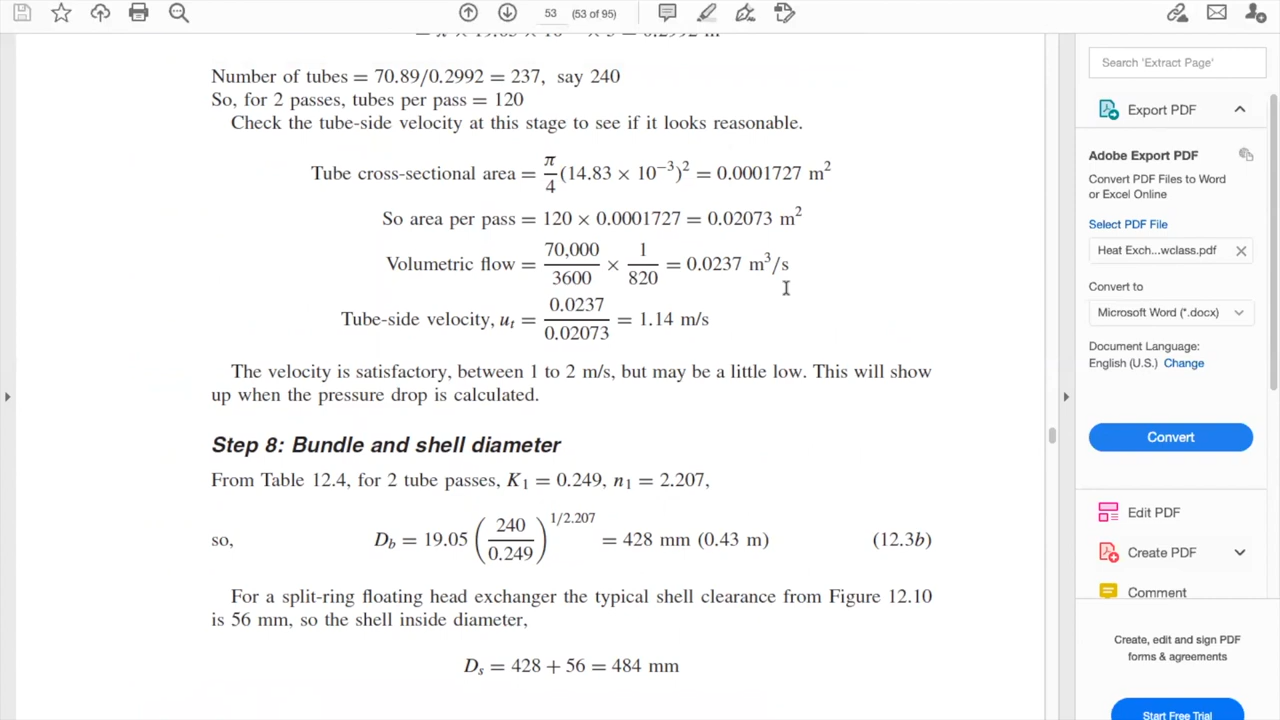 53 (53 of 95)
Number of tubes = 70.89/0.2992 = 237, say 240
So, for 2 passes, tubes per pass = 120
Check the tube-side velocity at this stage to see if it looks reasonable.
Tube cross-sectional area = π/4 (14.83 × 10⁻³)² = 0.0001727 m²
So area per pass = 120 × 0.0001727 = 0.02073 m²
Volumetric flow = 70,000/3600 × 1/820 = 0.0237 m³/s
Tube-side velocity, uₜ = 0.0237/0.02073 = 1.14 m/s
The velocity is satisfactory, between 1 to 2 m/s, but may be a little low. This will show
up when the pressure drop is calculated.
Step 8: Bundle and shell diameter
From Table 12.4, for 2 tube passes, K₁ = 0.249, n₁ = 2.207,
so, D_b = 19.05 (240/0.249)^1/2.207 = 428 mm (0.43 m) (12.3b)
For a split-ring floating head exchanger the typical shell clearance from Figure 12.10
is 56 mm, so the shell inside diameter,
Dₛ = 428 + 56 = 484 mm
Search 'Extract Page'
Export PDF
Adobe Export PDF
Convert PDF Files to Word
or Excel Online
Select PDF File
Heat Exch...wclass.pdf
Convert to
Microsoft Word (*.docx)
Document Language:
English (U.S.) Change
Convert
Edit PDF
Create PDF
Comment
Create, edit and sign PDF
forms & agreements
Start Free Trial